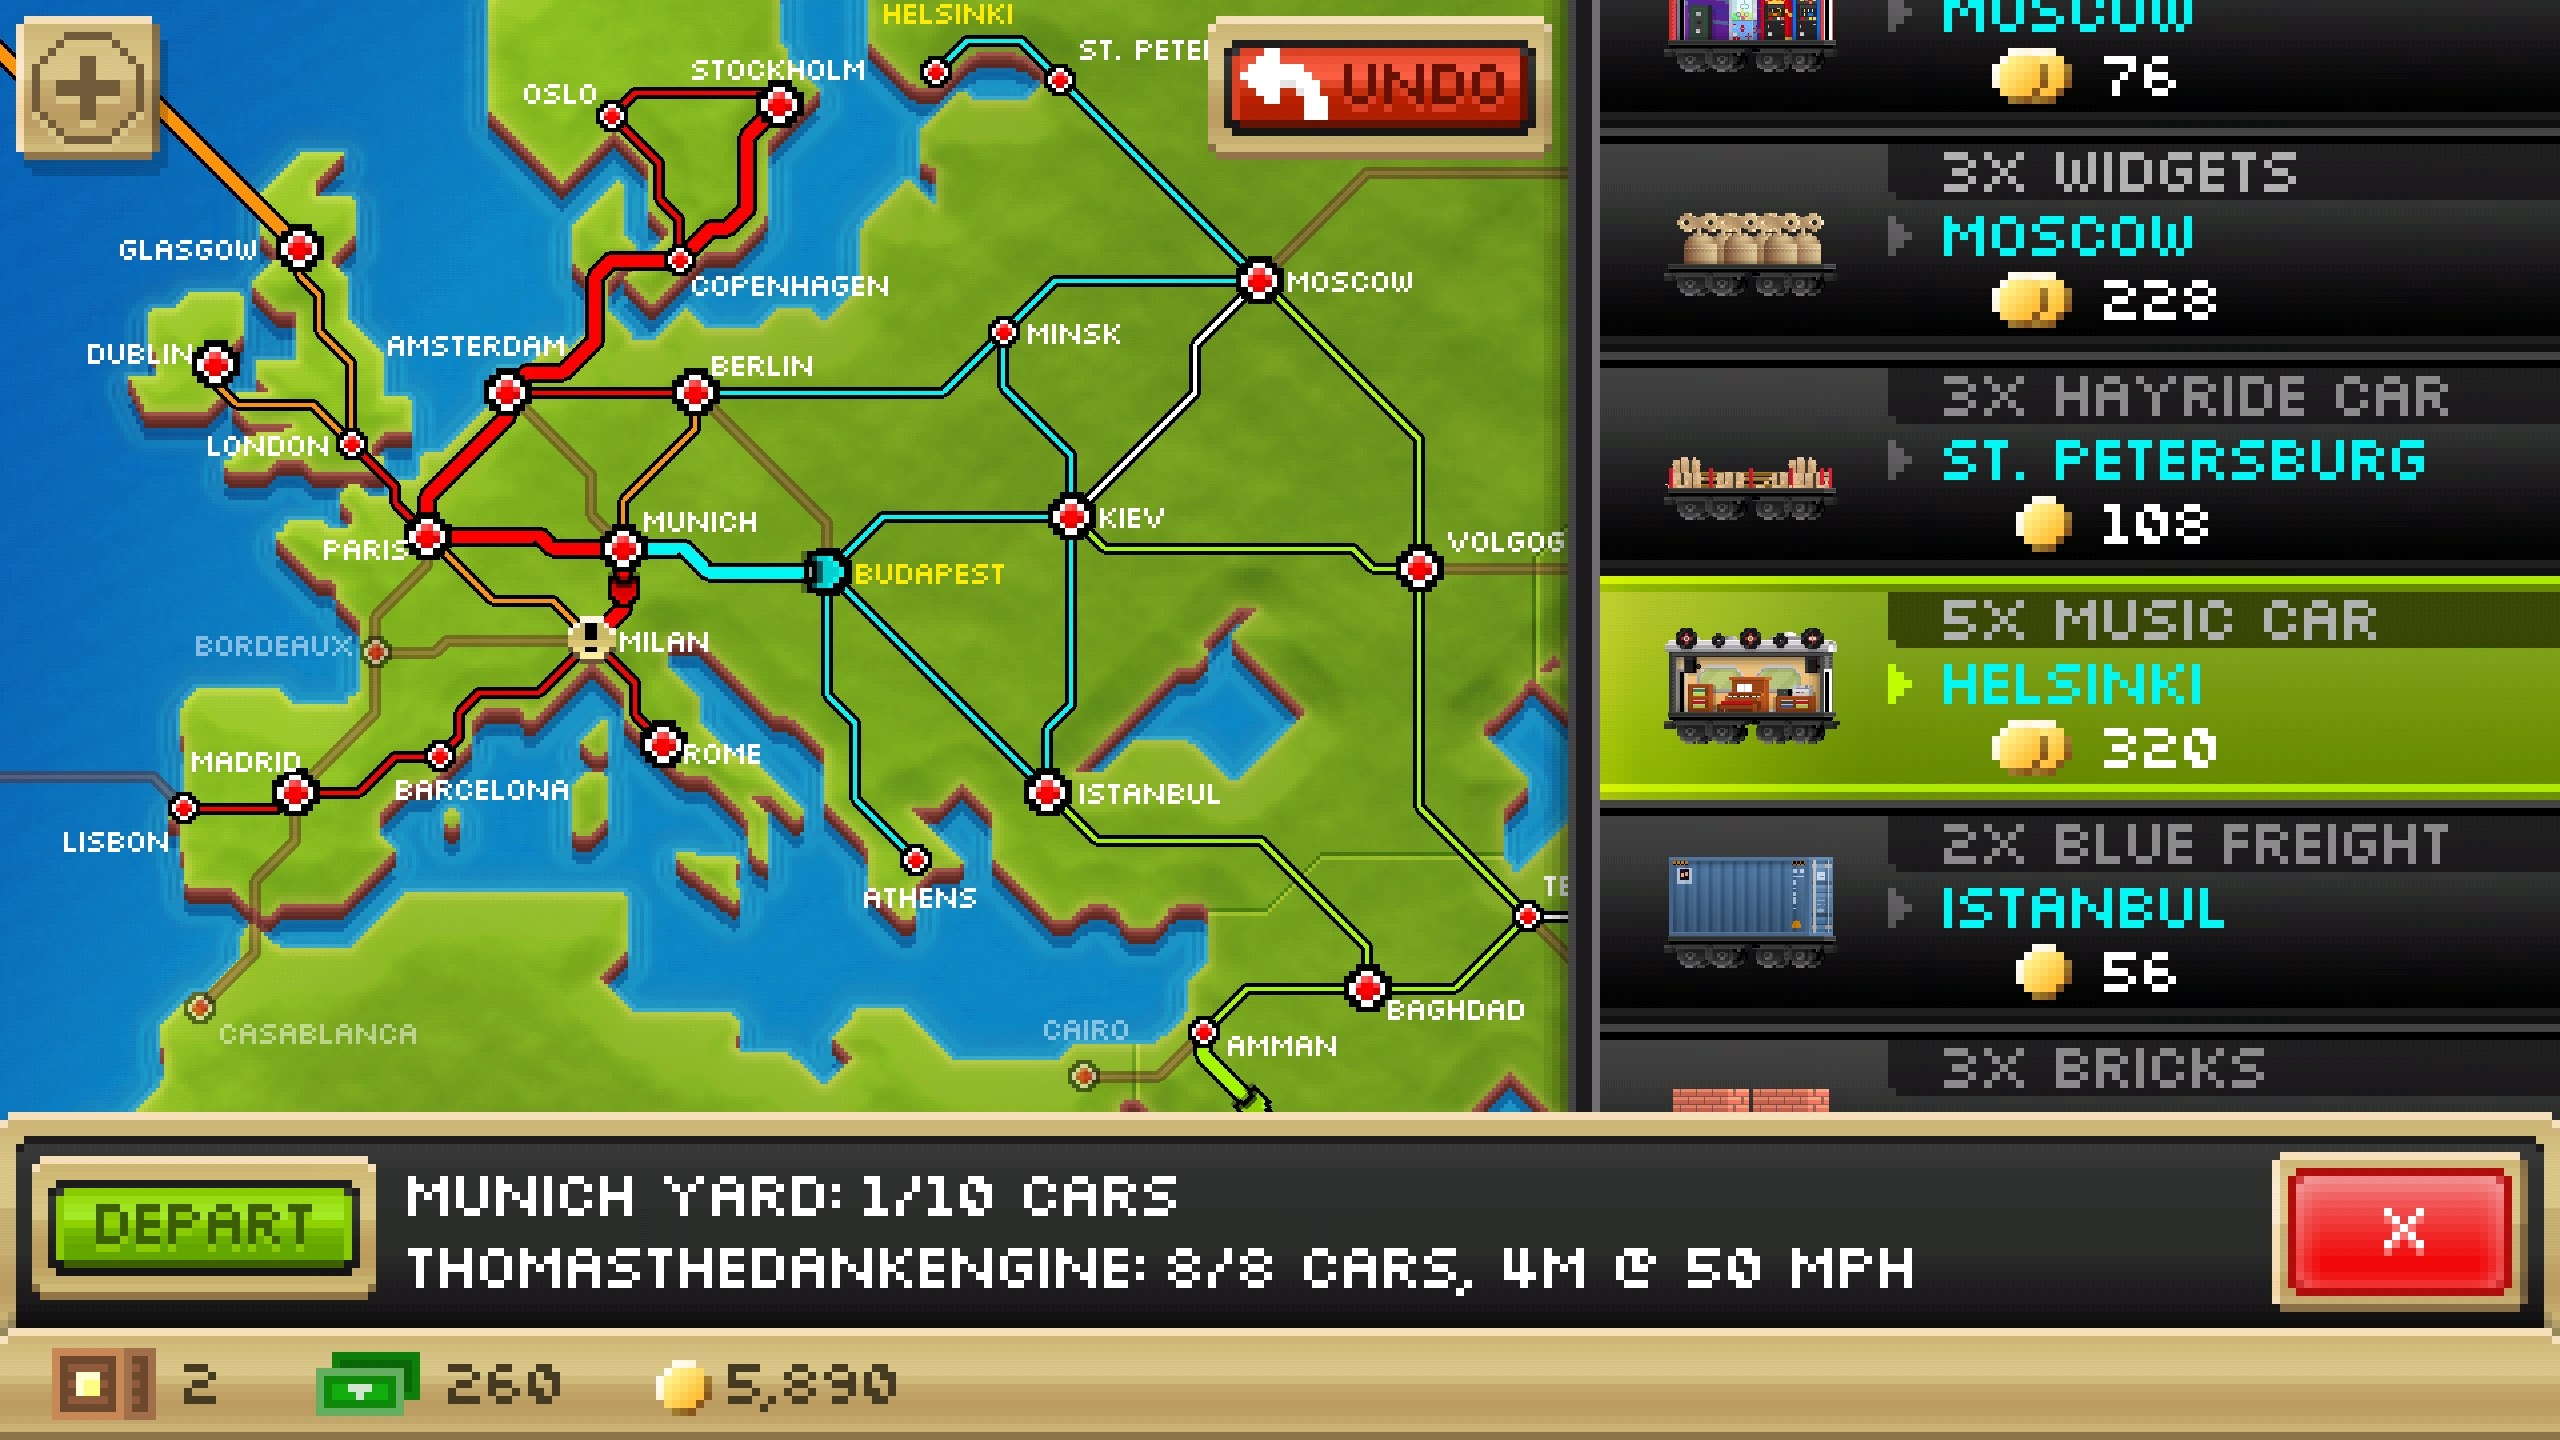 HELSINKI
ST. PETE
STOCKHOLM
OSLO
UNDO
GLASGOW
COPENHAGEN
MOSCOW
MINSK
DUBLIN
AMSTERDAM
BERLIN
LONDON
MUNICH
KIEV
PARIS
VOLGOG
BUDAPEST
BORDEAUX
MILAN
MADRID
ROME
BARCELONA
ISTANBUL
LISBON
ATHENS
TE
CASABLANCA
CAIRO
BAGHDAD
AMMAN
MOSCOW
76
3X WIDGETS
MOSCOW
228
3X HAYRIDE CAR
ST. PETERSBURG
108
5X MUSIC CAR
HELSINKI
320
2X BLUE FREIGHT
ISTANBUL
56
3X BRICKS
DEPART
MUNICH YARD: 1/10 CARS
THOMASTHEDANKENGINE: 8/8 CARS, 4M @ 50 MPH
X
2
260
5,890